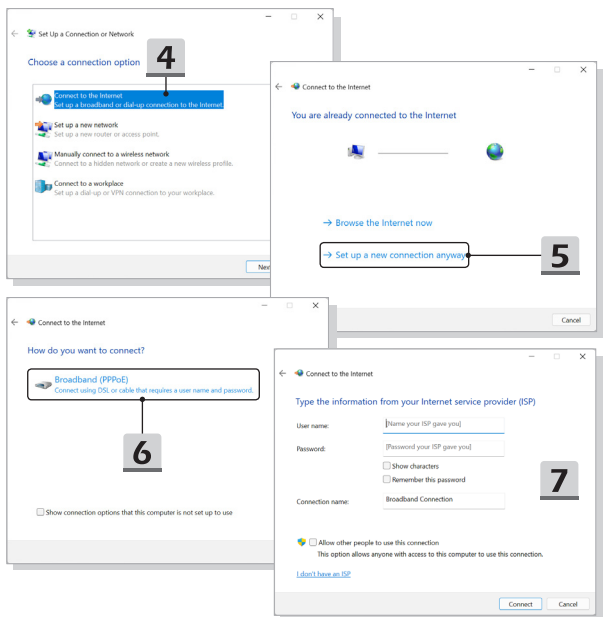 Set Up a Connection or Network
Choose a connection option
4
Connect to the Internet
Set up a broadband or dial-up connection to the Internet.
Set up a new network
Set up a new router or access point.
Manually connect to a wireless network
Connect to a hidden network or create a new wireless profile.
Connect to a workplace
Set up a dial-up or VPN connection to your workplace.
Connect to the Internet
You are already connected to the Internet
→ Browse the Internet now
→ Set up a new connection anyway
5
Cancel
Connect to the Internet
How do you want to connect?
Broadband (PPPoE)
Connect using DSL or cable that requires a user name and password.
6
Show connection options that this computer is not set up to use
Connect to the Internet
Type the information from your Internet service provider (ISP)
User name: [Name your ISP gave you]
Password: [Password your ISP gave you]
Show characters
7
Remember this password
Connection name: Broadband Connection
Allow other people to use this connection
This option allows anyone with access to this computer to use this connection.
I don't have an ISP
Connect Cancel